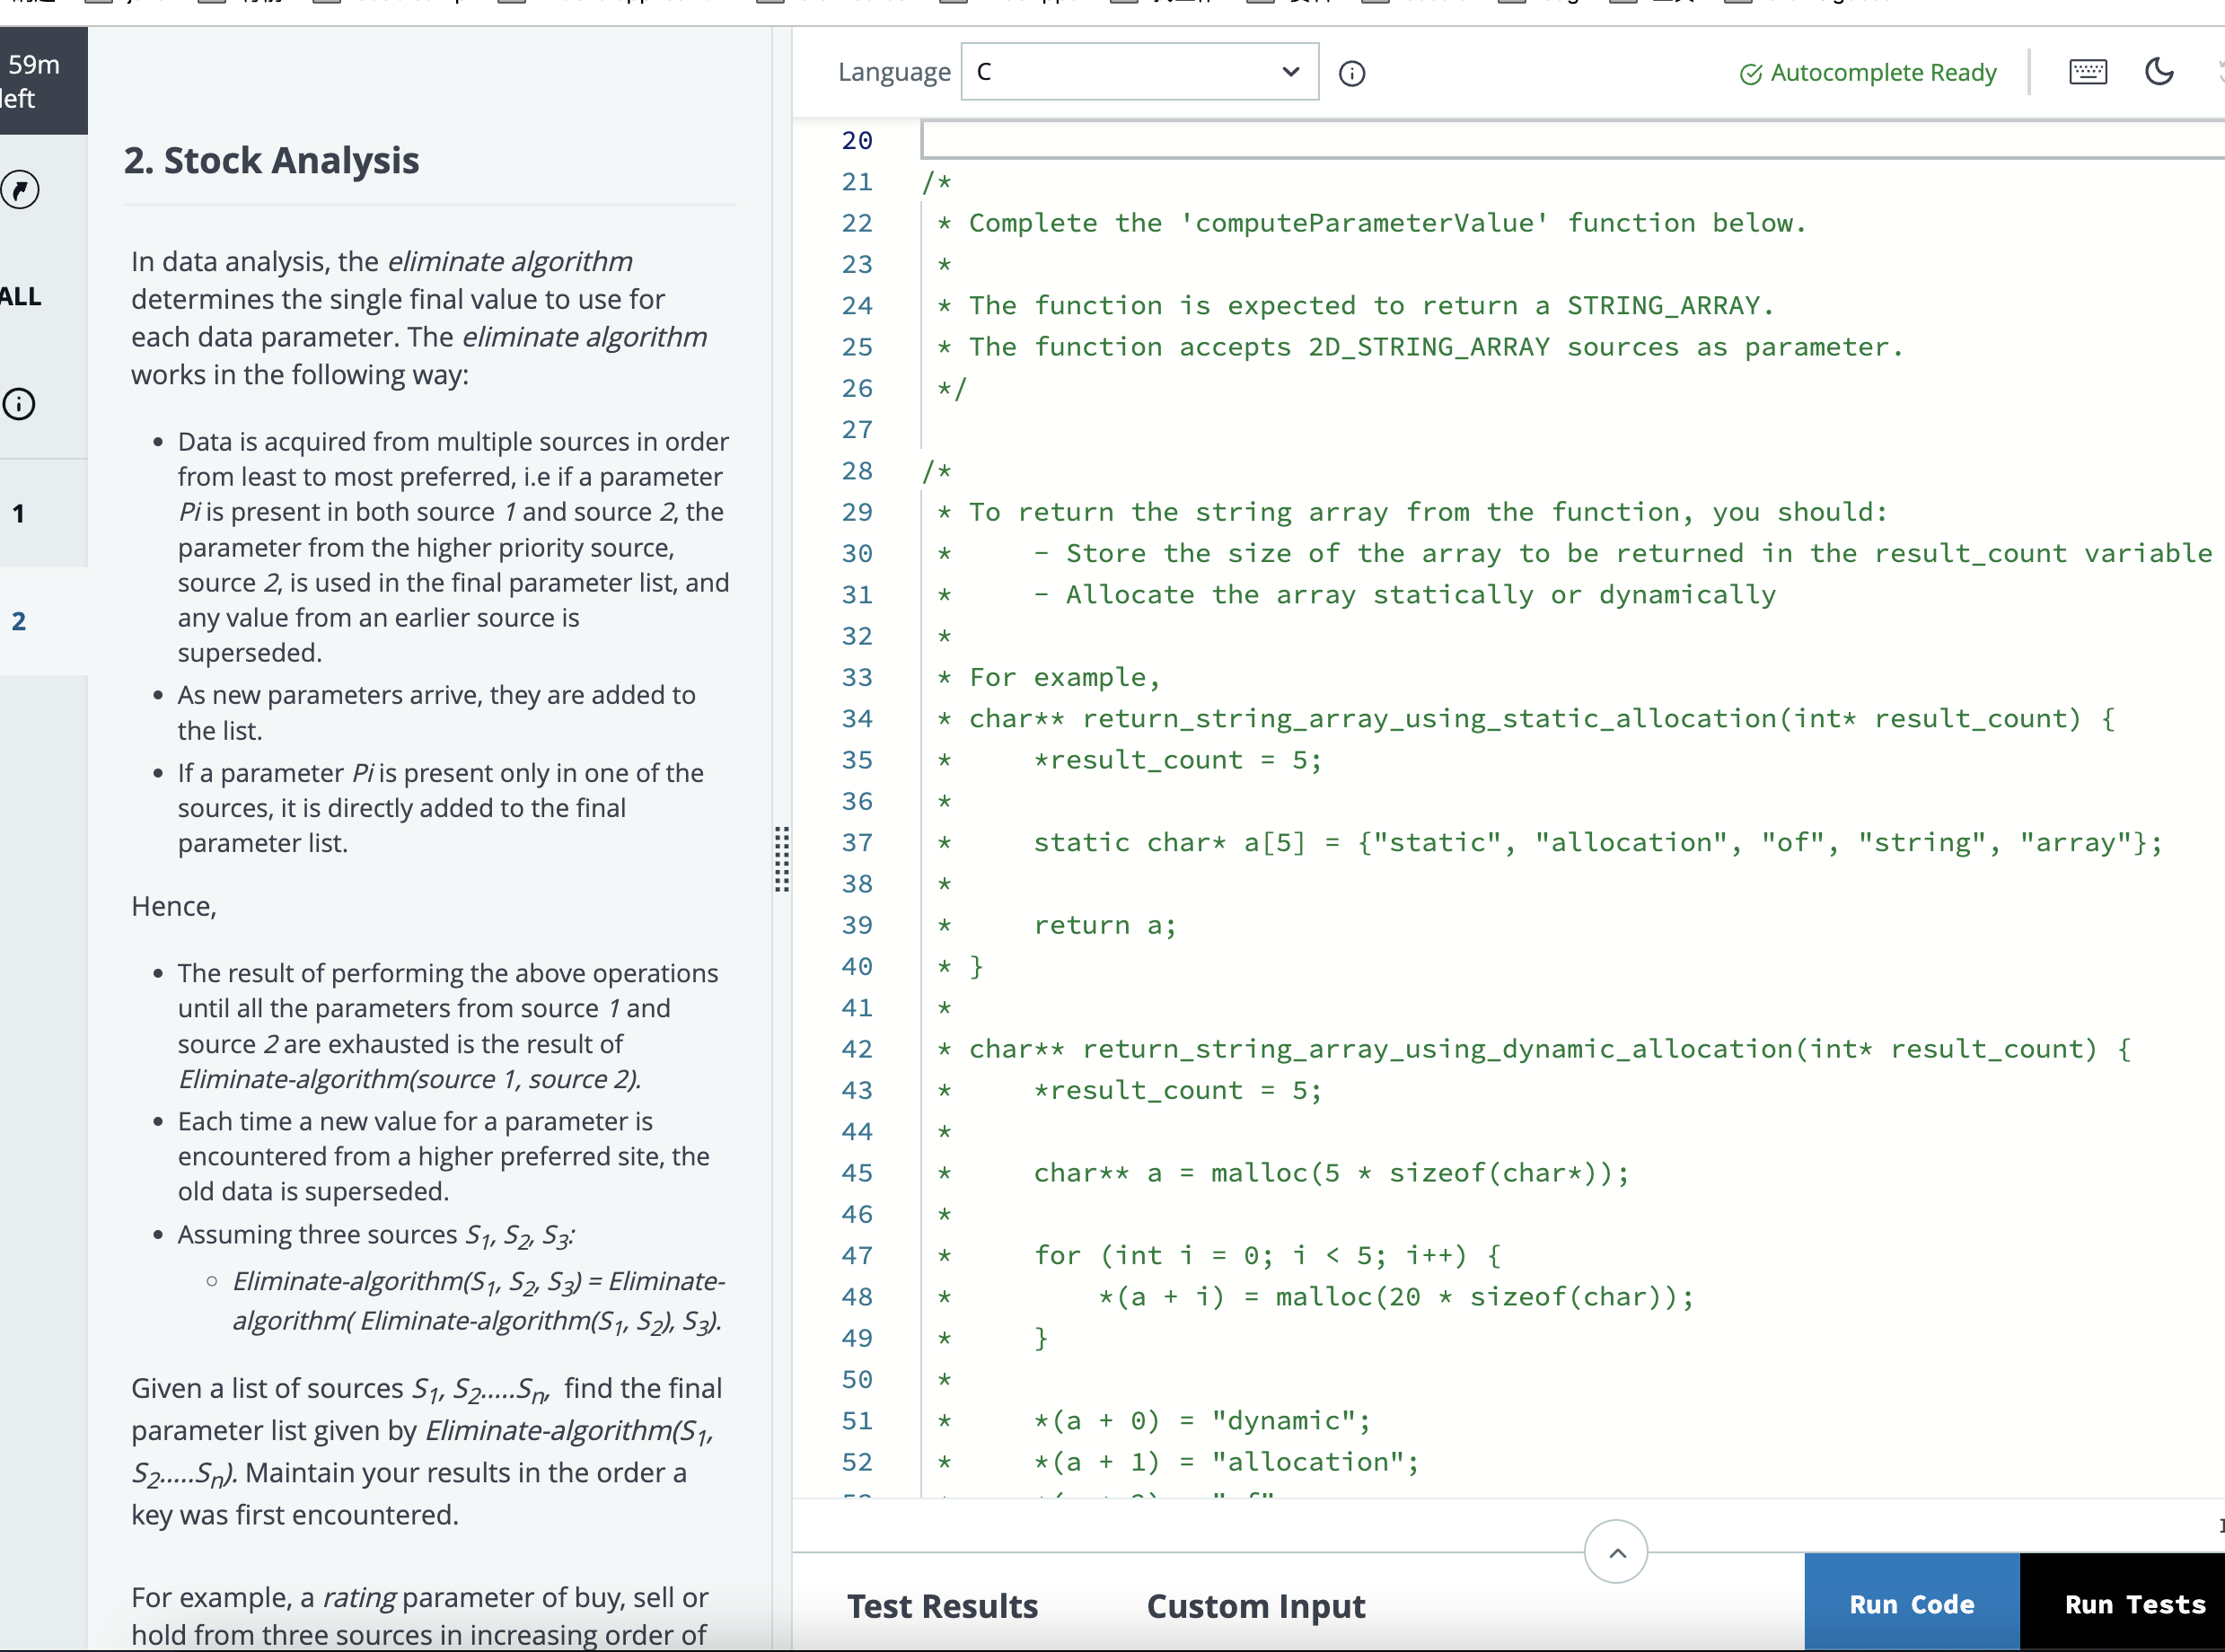 59m
left
ALL
1
2
2. Stock Analysis
In data analysis, the eliminate algorithm
determines the single final value to use for
each data parameter. The eliminate algorithm
works in the following way:
• Data is acquired from multiple sources in order
from least to most preferred, i.e if a parameter
Pi is present in both source 1 and source 2, the
parameter from the higher priority source,
source 2, is used in the final parameter list, and
any value from an earlier source is
superseded.
• As new parameters arrive, they are added to
the list.
• If a parameter Pi is present only in one of the
sources, it is directly added to the final
parameter list.
Hence,
• The result of performing the above operations
until all the parameters from source 1 and
source 2 are exhausted is the result of
Eliminate-algorithm(source 1, source 2).
• Each time a new value for a parameter is
encountered from a higher preferred site, the
old data is superseded.
• Assuming three sources S1, S2, S3:
○ Eliminate-algorithm(S1, S2, S3) = Eliminate-
algorithm( Eliminate-algorithm(S1, S2), S3).
Given a list of sources S1, S2.....Sn, find the final
parameter list given by Eliminate-algorithm(S1,
S2.....Sn). Maintain your results in the order a
key was first encountered.
For example, a rating parameter of buy, sell or
hold from three sources in increasing order of
Language C
Autocomplete Ready
20
21 /*
22 * Complete the 'computeParameterValue' function below.
23 *
24 * The function is expected to return a STRING_ARRAY.
25 * The function accepts 2D_STRING_ARRAY sources as parameter.
26 */
27
28 /*
29 * To return the string array from the function, you should:
30 *     - Store the size of the array to be returned in the result_count variable
31 *     - Allocate the array statically or dynamically
32 *
33 * For example,
34 * char** return_string_array_using_static_allocation(int* result_count) {
35 *     *result_count = 5;
36 *
37 *     static char* a[5] = {"static", "allocation", "of", "string", "array"};
38 *
39 *     return a;
40 * }
41 *
42 * char** return_string_array_using_dynamic_allocation(int* result_count) {
43 *     *result_count = 5;
44 *
45 *     char** a = malloc(5 * sizeof(char*));
46 *
47 *     for (int i = 0; i < 5; i++) {
48 *         *(a + i) = malloc(20 * sizeof(char));
49 *     }
50 *
51 *     *(a + 0) = "dynamic";
52 *     *(a + 1) = "allocation";
Test Results
Custom Input
Run Code
Run Tests